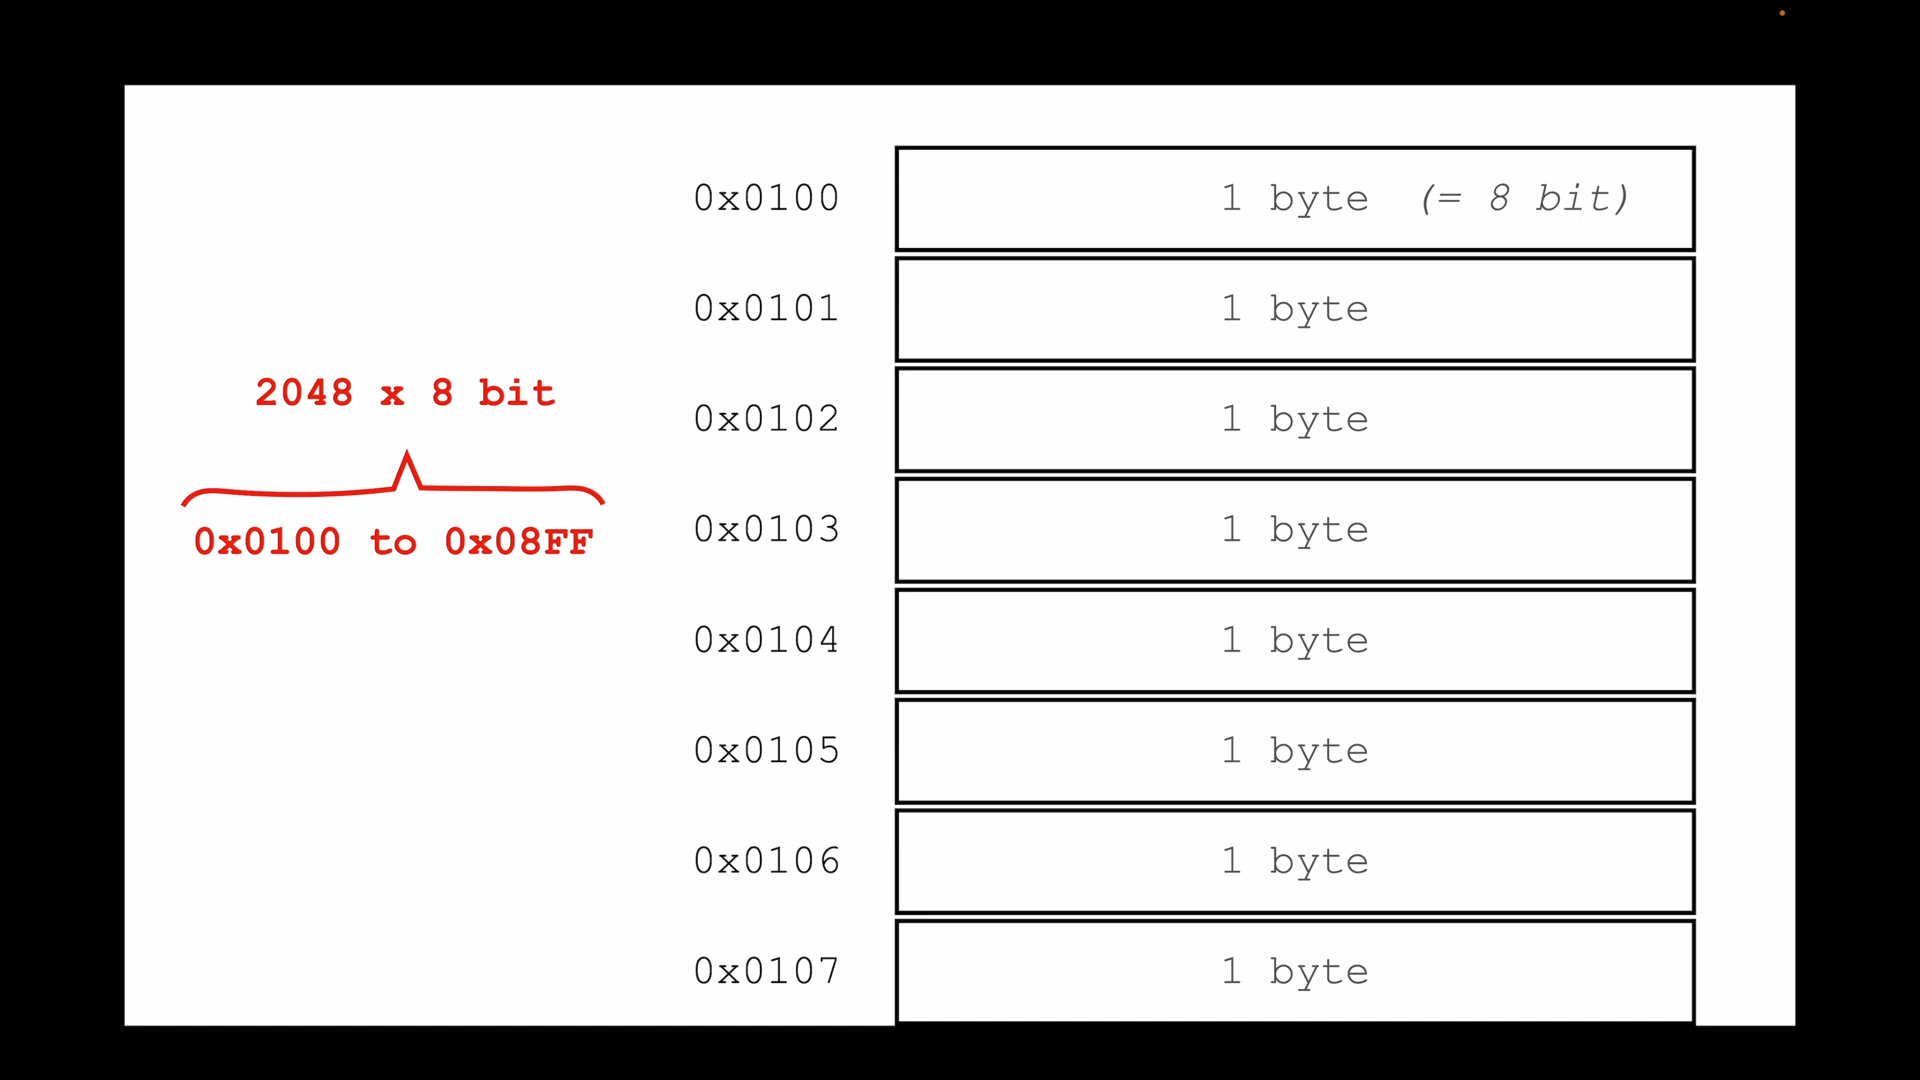 2048 x 8 bit
0x0100 to 0x08FF
0x0100 1 byte (= 8 bit)
0x0101 1 byte
0x0102 1 byte
0x0103 1 byte
0x0104 1 byte
0x0105 1 byte
0x0106 1 byte
0x0107 1 byte